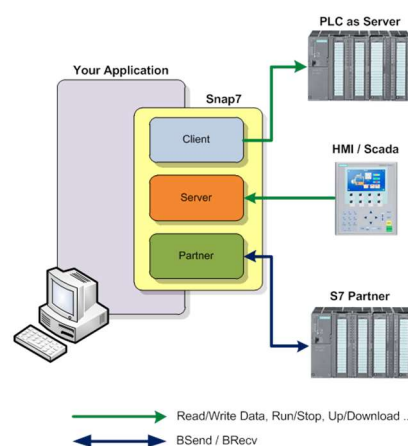 PLC as Server
Your Application
Snap7
Client
HMI / Scada
Server
Partner
S7 Partner
Read/Write Data, Run/Stop, Up/Download ..
BSend / BRecv